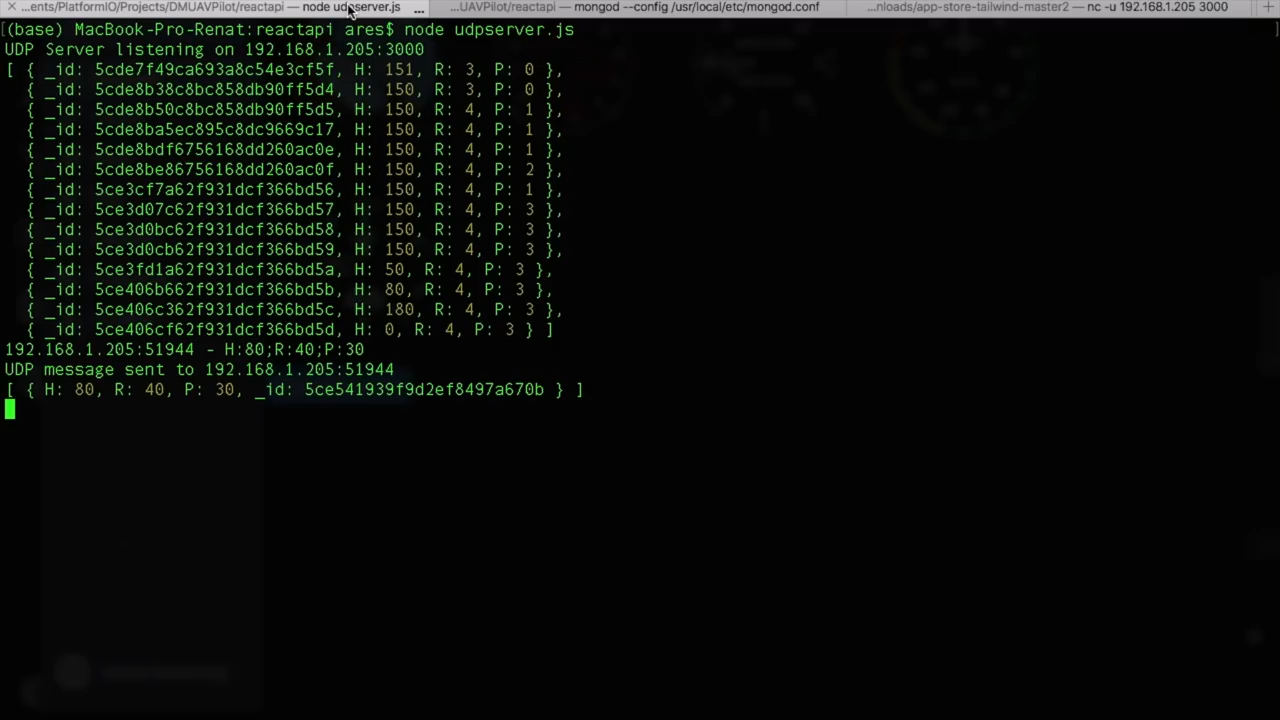 ...ents/PlatformIO/Projects/DMUAVPilot/reactapi — node udpserver.js ... ...UAVPilot/reactapi — mongod --config /usr/local/etc/mongod.conf ...nloads/app-store-tailwind-master2 — nc -u 192.168.1.205 3000
[(base) MacBook-Pro-Renat:reactapi ares$ node udpserver.js ]
UDP Server listening on 192.168.1.205:3000
[ { _id: 5cde7f49ca693a8c54e3cf5f, H: 151, R: 3, P: 0 },
{ _id: 5cde8b38c8bc858db90ff5d4, H: 150, R: 3, P: 0 },
{ _id: 5cde8b50c8bc858db90ff5d5, H: 150, R: 4, P: 1 },
{ _id: 5cde8ba5ec895c8dc9669c17, H: 150, R: 4, P: 1 },
{ _id: 5cde8bdf6756168dd260ac0e, H: 150, R: 4, P: 1 },
{ _id: 5cde8be86756168dd260ac0f, H: 150, R: 4, P: 2 },
{ _id: 5ce3cf7a62f931dcf366bd56, H: 150, R: 4, P: 1 },
{ _id: 5ce3d07c62f931dcf366bd57, H: 150, R: 4, P: 3 },
{ _id: 5ce3d0bc62f931dcf366bd58, H: 150, R: 4, P: 3 },
{ _id: 5ce3d0cb62f931dcf366bd59, H: 150, R: 4, P: 3 },
{ _id: 5ce3fd1a62f931dcf366bd5a, H: 50, R: 4, P: 3 },
{ _id: 5ce406b662f931dcf366bd5b, H: 80, R: 4, P: 3 },
{ _id: 5ce406c362f931dcf366bd5c, H: 180, R: 4, P: 3 },
{ _id: 5ce406cf62f931dcf366bd5d, H: 0, R: 4, P: 3 } ]
192.168.1.205:51944 - H:80;R:40;P:30
UDP message sent to 192.168.1.205:51944
[ { H: 80, R: 40, P: 30, _id: 5ce541939f9d2ef8497a670b } ]